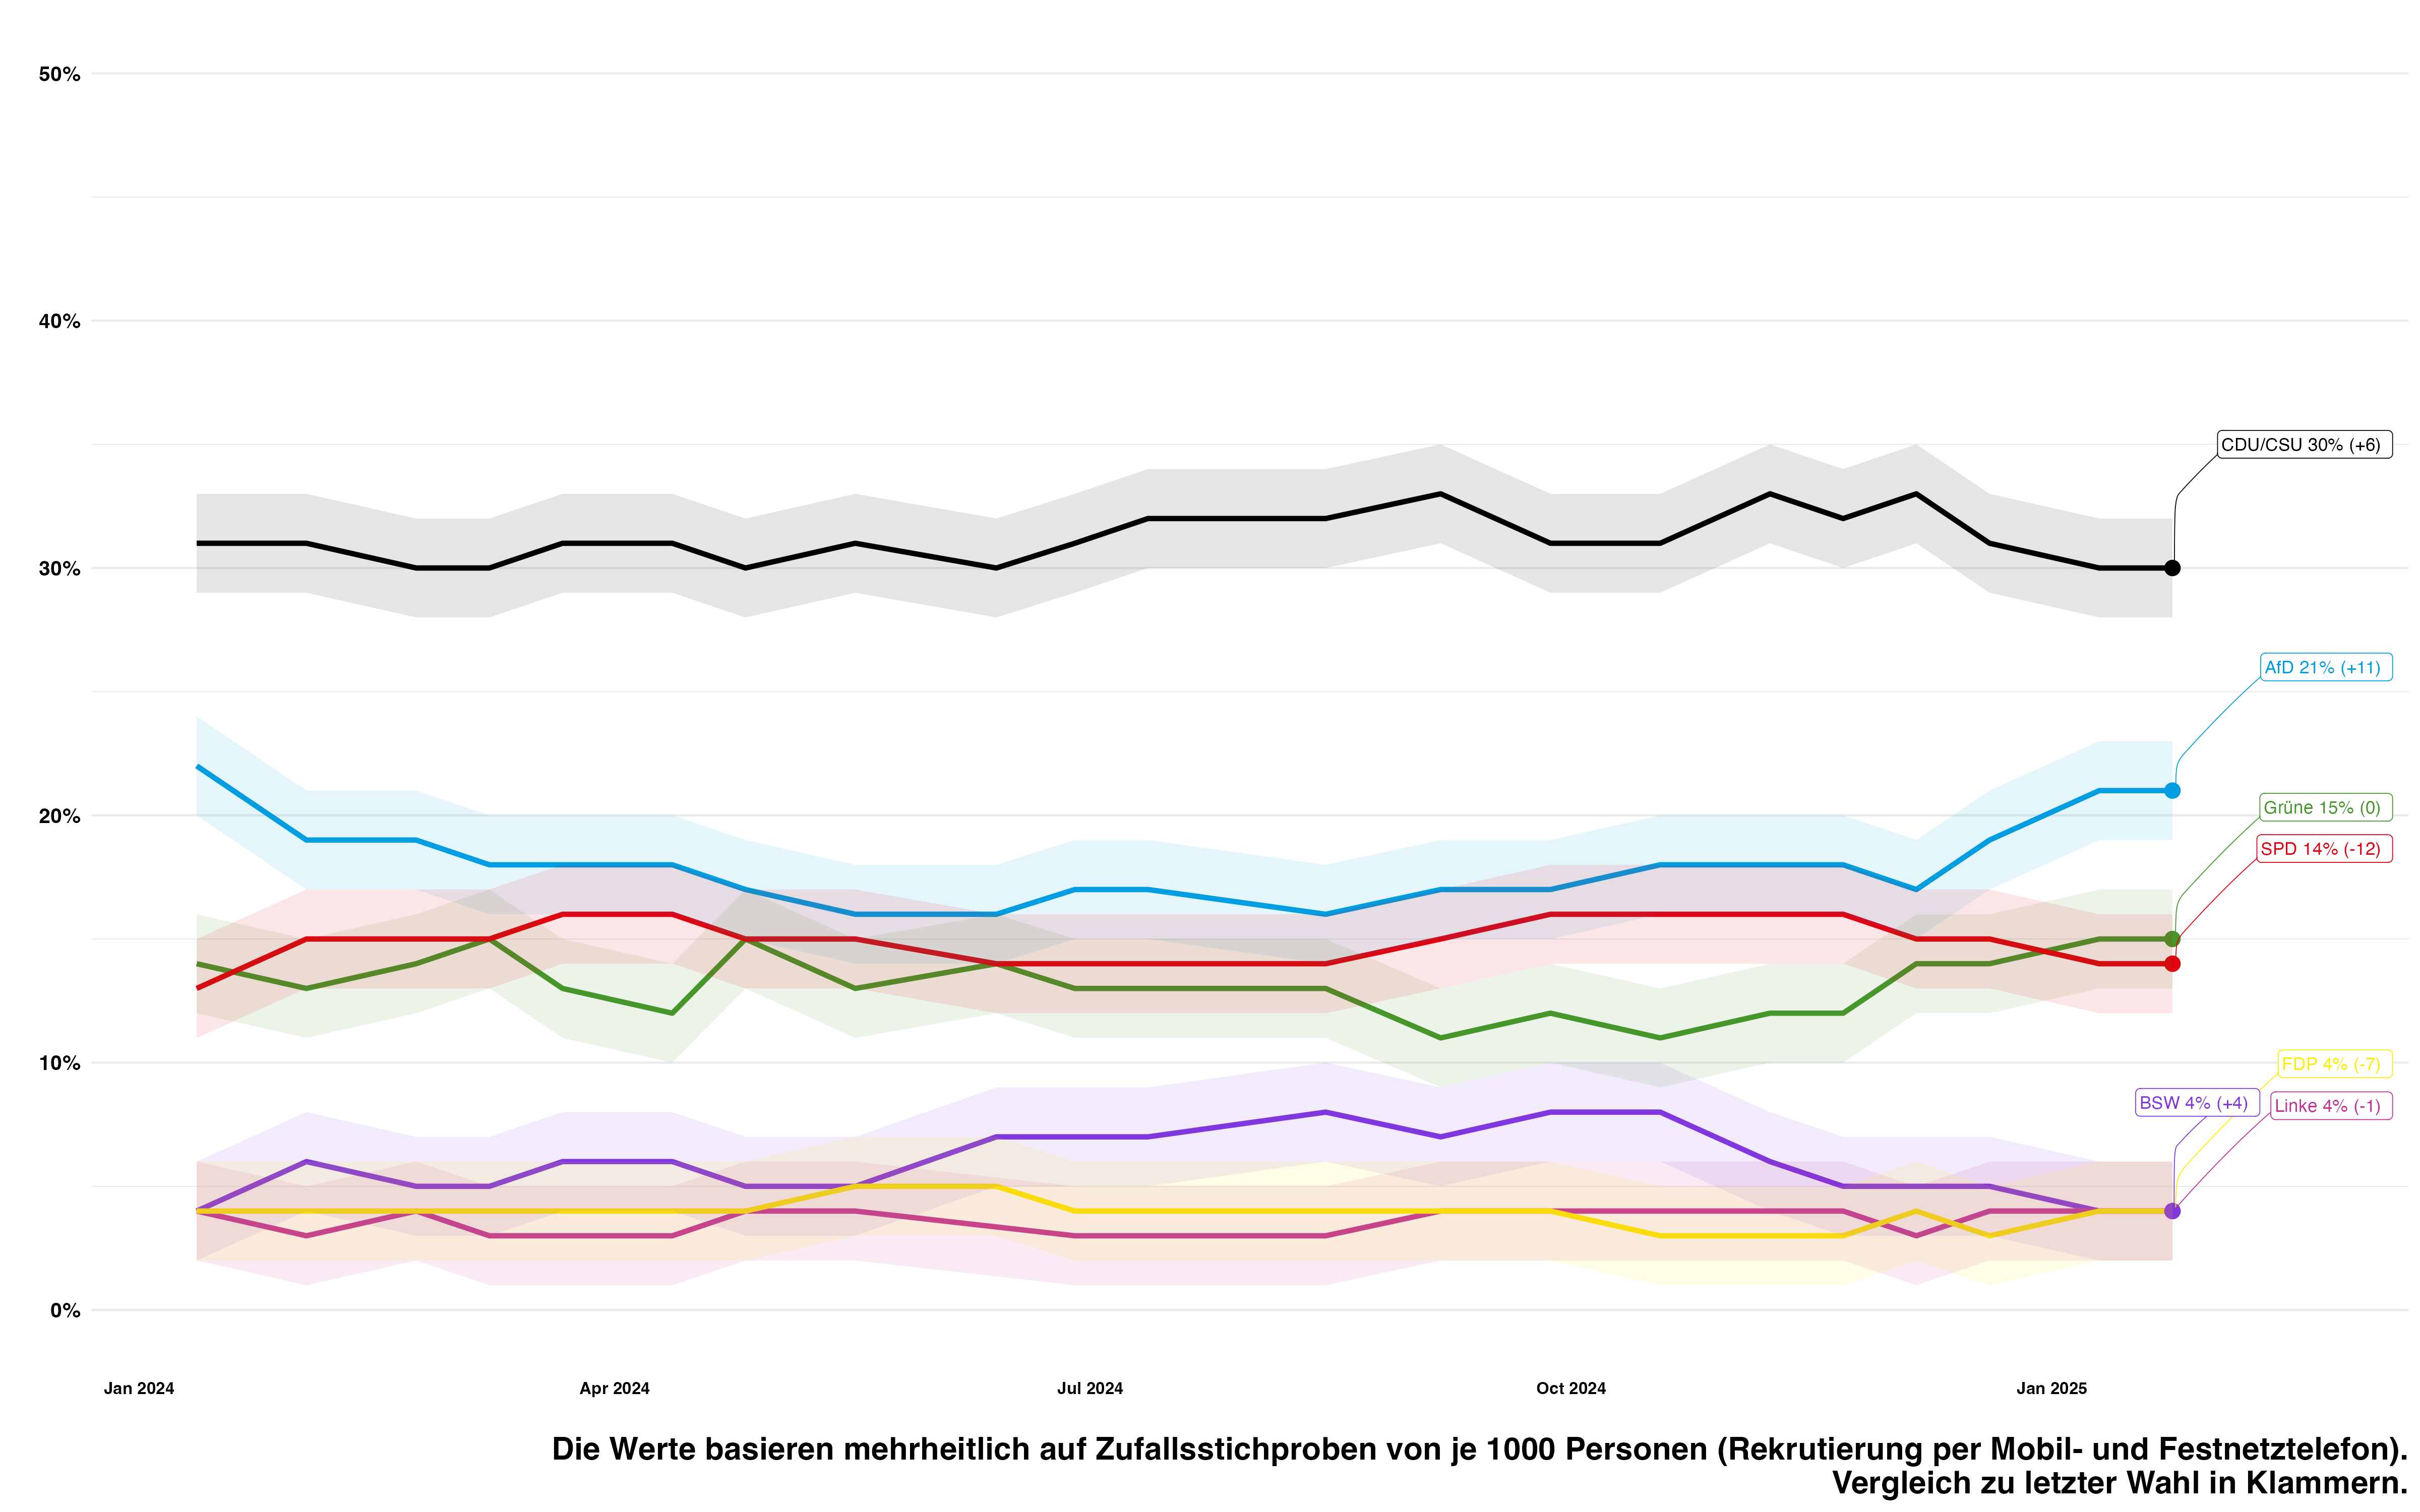 50%
40%
30%
20%
10%
0%
CDU/CSU 30% (+6)
AfD 21% (+11)
Grüne 15% (0)
SPD 14% (-12)
FDP 4% (-7)
BSW 4% (+4)
Linke 4% (-1)
Jan 2024
Apr 2024
Jul 2024
Oct 2024
Jan 2025
Die Werte basieren mehrheitlich auf Zufallsstichproben von je 1000 Personen (Rekrutierung per Mobil- und Festnetztelefon).
Vergleich zu letzter Wahl in Klammern.